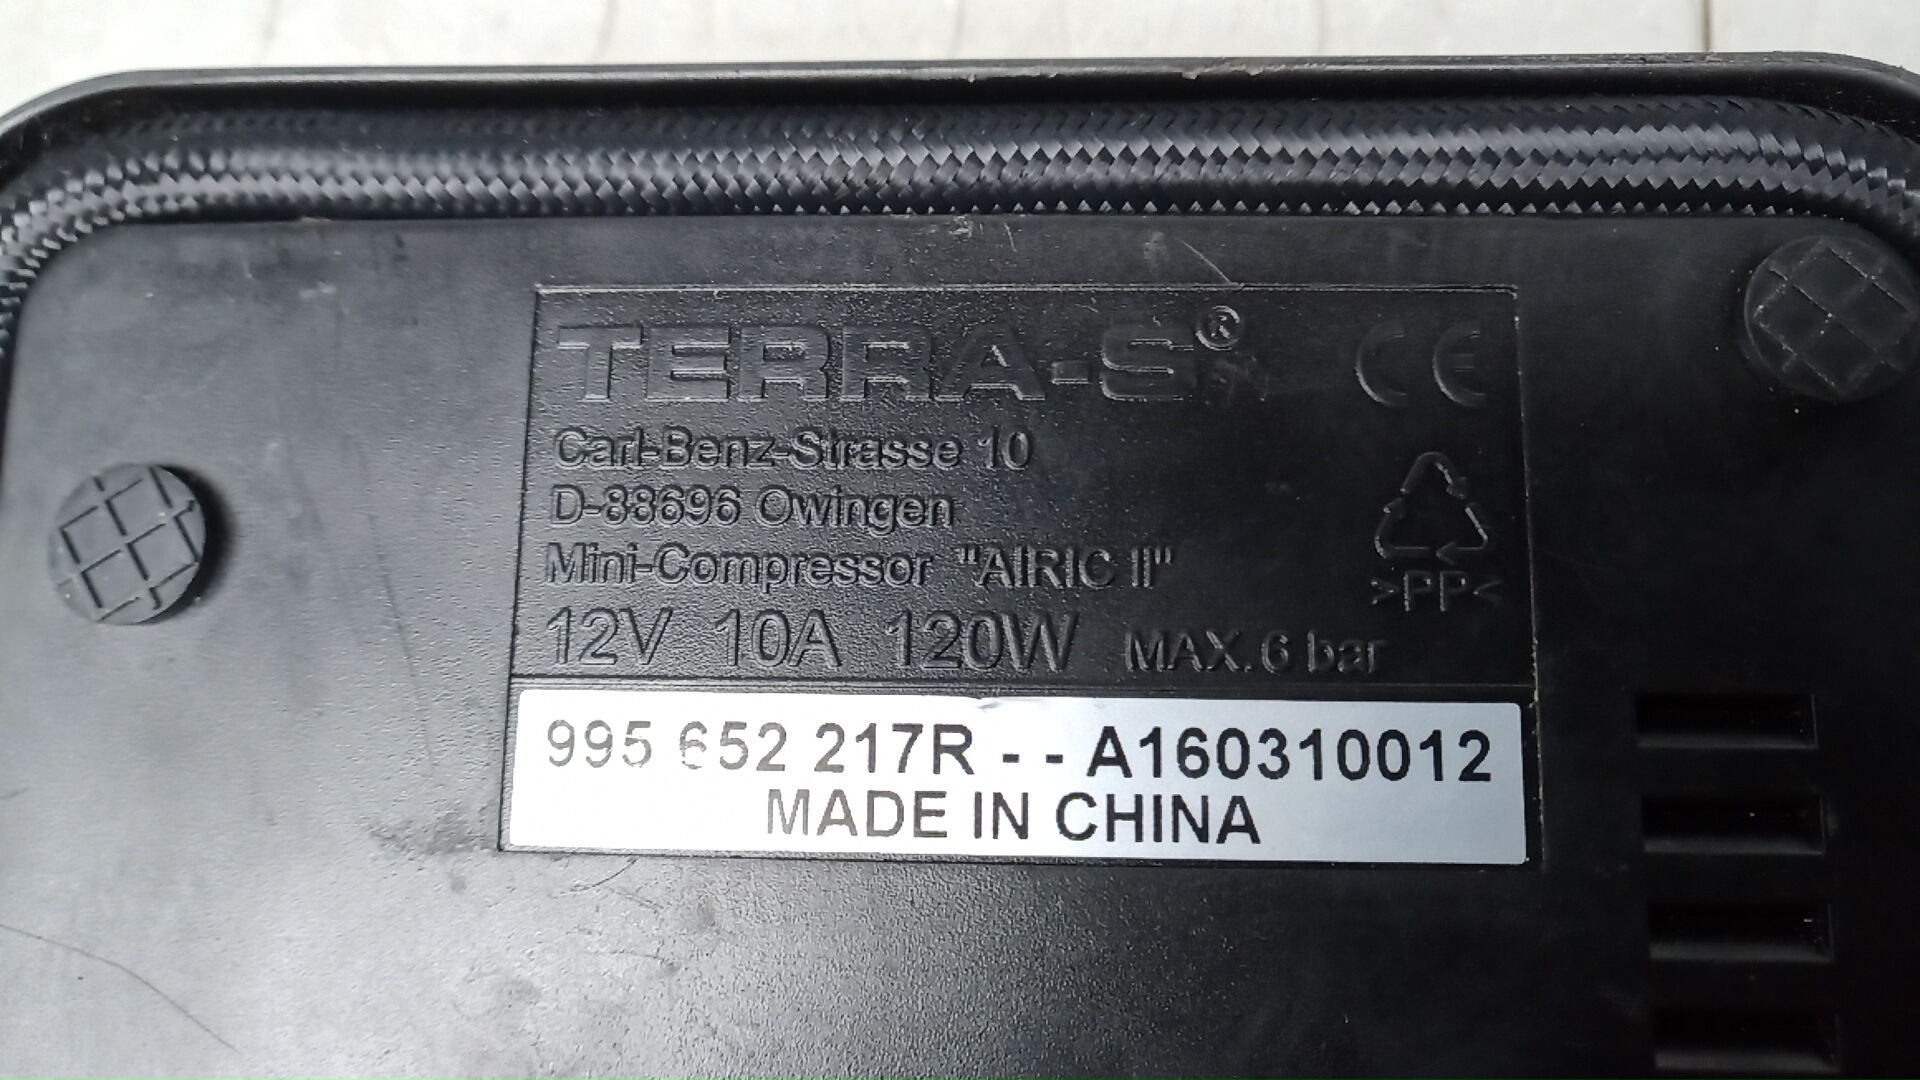 TERRA-S® CE
Carl-Benz-Strasse 10
D-88696 Owingen
Mini-Compressor "AIRIC II"
>PP<
12V 10A 120W MAX. 6 bar
995 652 217R - - A160310012
MADE IN CHINA